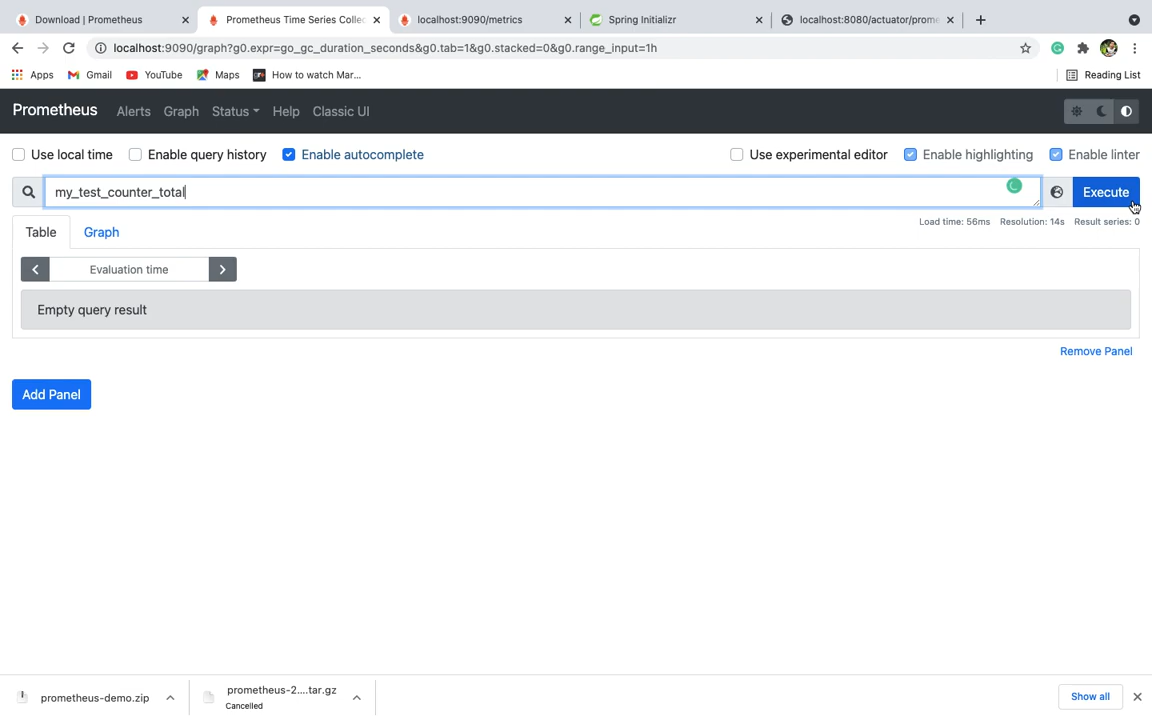 Download | Prometheus
Prometheus Time Series Collec
localhost:9090/metrics
Spring Initializr
localhost:8080/actuator/prome
localhost:9090/graph?g0.expr=go_gc_duration_seconds&g0.tab=1&g0.stacked=0&g0.range_input=1h
Apps Gmail YouTube Maps How to watch Mar... Reading List
Prometheus Alerts Graph Status Help Classic UI
Use local time Enable query history Enable autocomplete Use experimental editor Enable highlighting Enable linter
my_test_counter_total Execute
Load time: 56ms Resolution: 14s Result series: 0
Table Graph
Evaluation time
Empty query result
Remove Panel
Add Panel
prometheus-demo.zip
prometheus-2....tar.gz
Cancelled
Show all